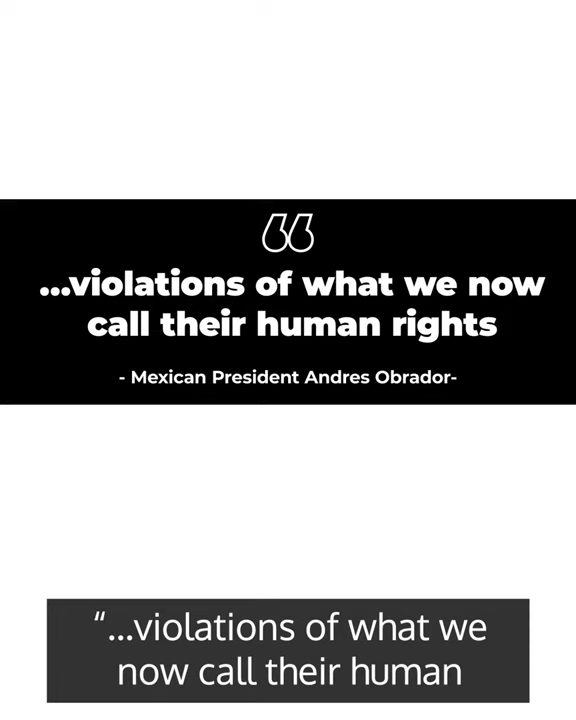 “
...violations of what we now
call their human rights
- Mexican President Andres Obrador-
“...violations of what we
now call their human